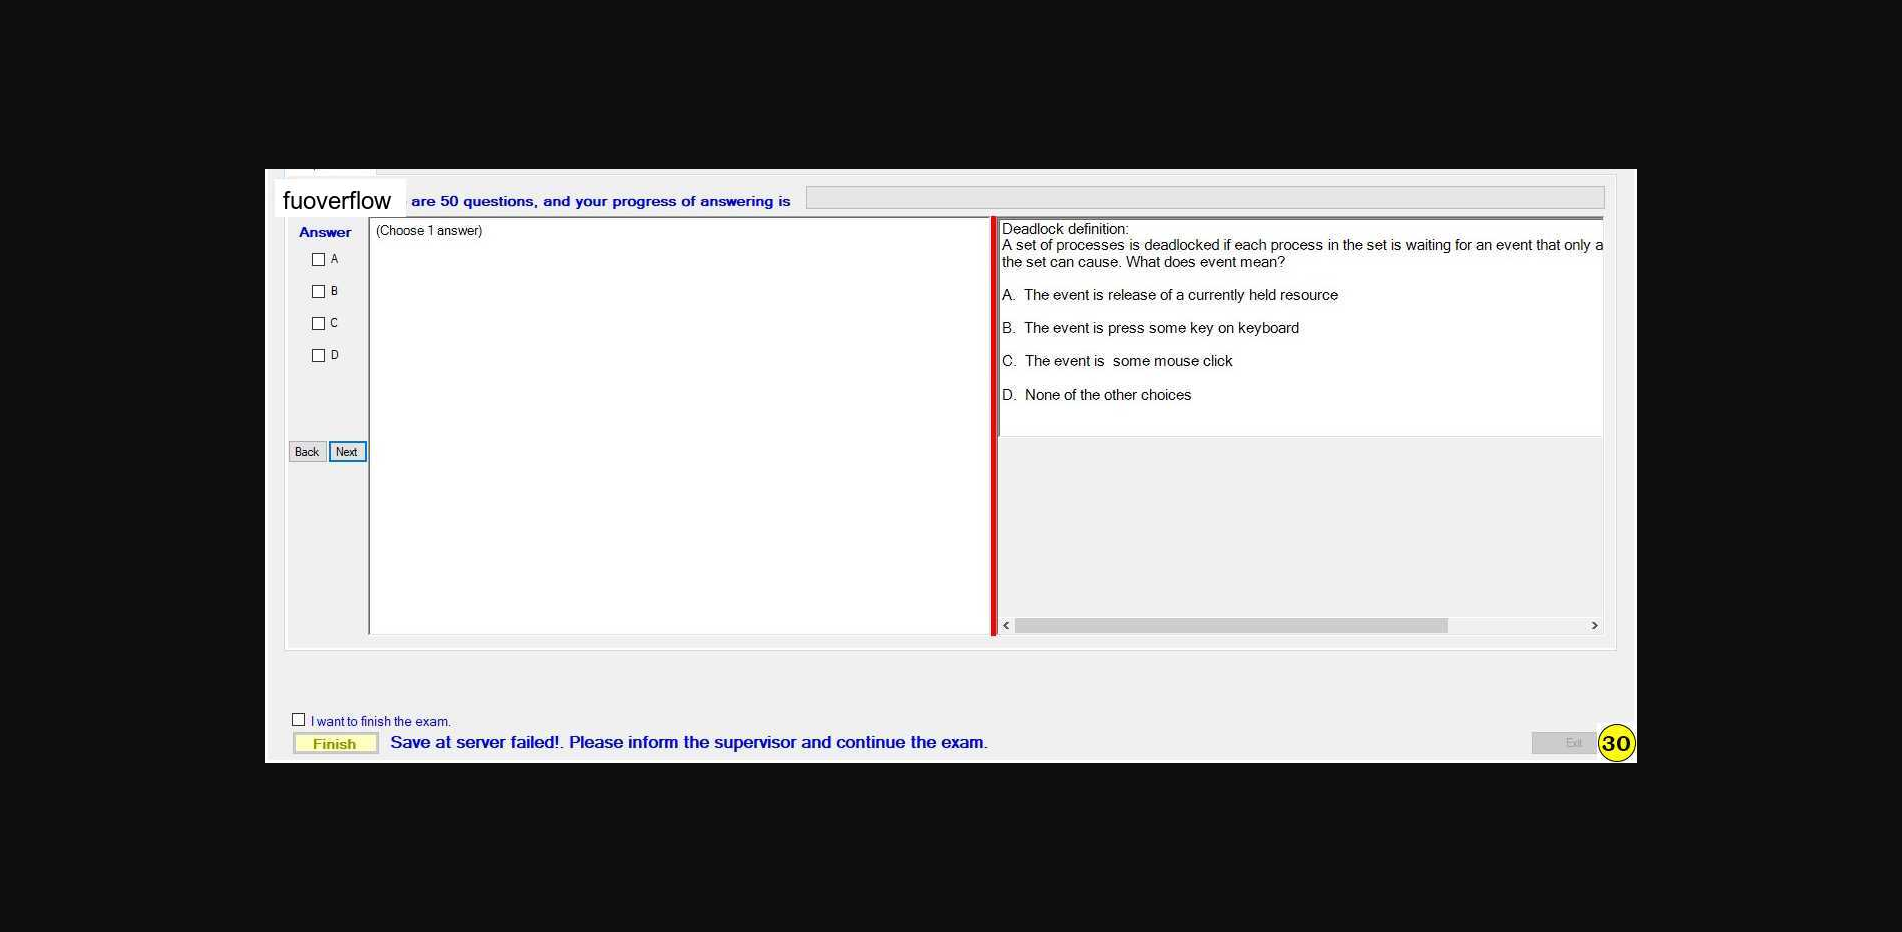 fuoverflow are 50 questions, and your progress of answering is
Answer
A
B
C
D
Back Next
(Choose 1 answer)
Deadlock definition:
A set of processes is deadlocked if each process in the set is waiting for an event that only a
the set can cause. What does event mean?
A. The event is release of a currently held resource
B. The event is press some key on keyboard
C. The event is some mouse click
D. None of the other choices
I want to finish the exam.
Finish Save at server failed!. Please inform the supervisor and continue the exam.
Exit 30